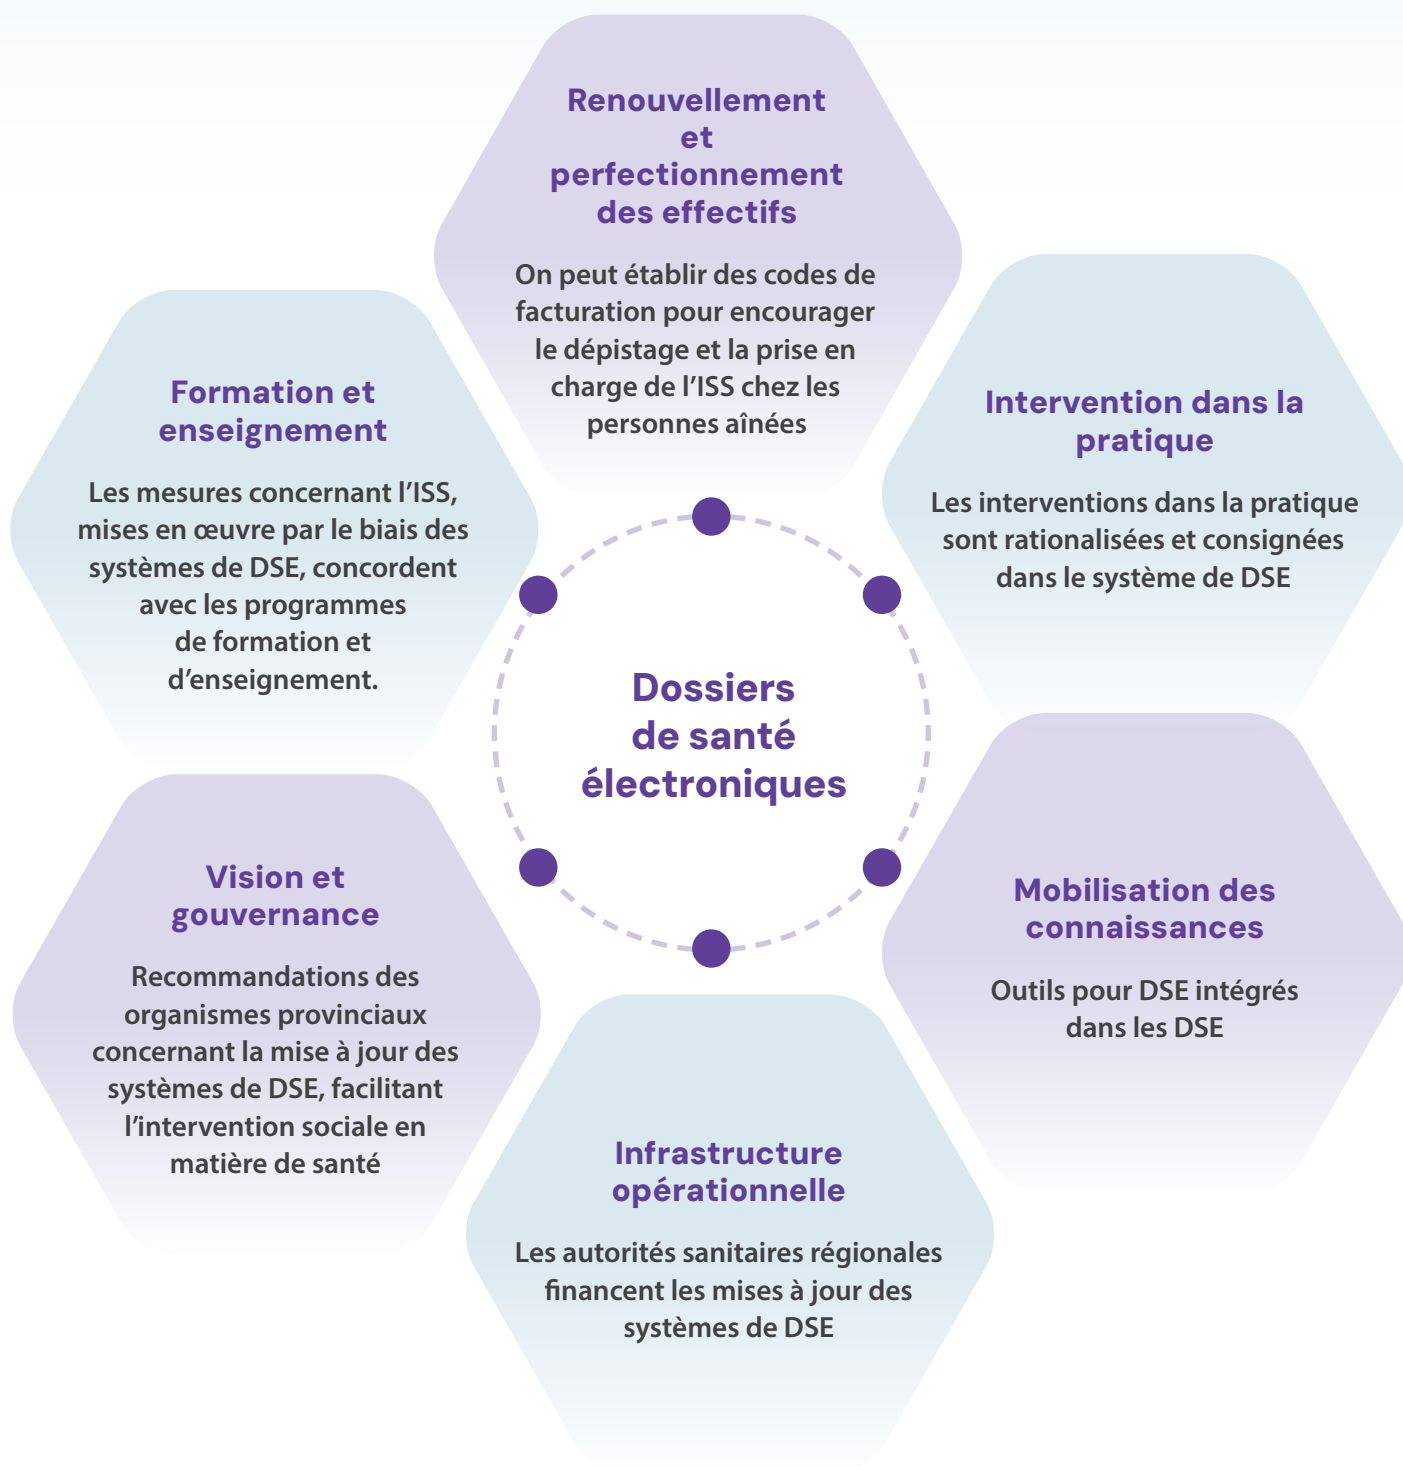 Renouvellement
et
perfectionnement
des effectifs
On peut établir des codes de
facturation pour encourager
le dépistage et la prise en
charge de l’ISS chez les
personnes aînées
Intervention dans la
pratique
Les interventions dans la pratique
sont rationalisées et consignées
dans le système de DSE
Mobilisation des
connaissances
Outils pour DSE intégrés
dans les DSE
Infrastructure
opérationnelle
Les autorités sanitaires régionales
financent les mises à jour des
systèmes de DSE
Vision et
gouvernance
Recommandations des
organismes provinciaux
concernant la mise à jour des
systèmes de DSE, facilitant
l’intervention sociale en
matière de santé
Formation et
enseignement
Les mesures concernant l’ISS,
mises en œuvre par le biais des
systèmes de DSE, concordent
avec les programmes
de formation et
d’enseignement.
Dossiers
de santé
électroniques